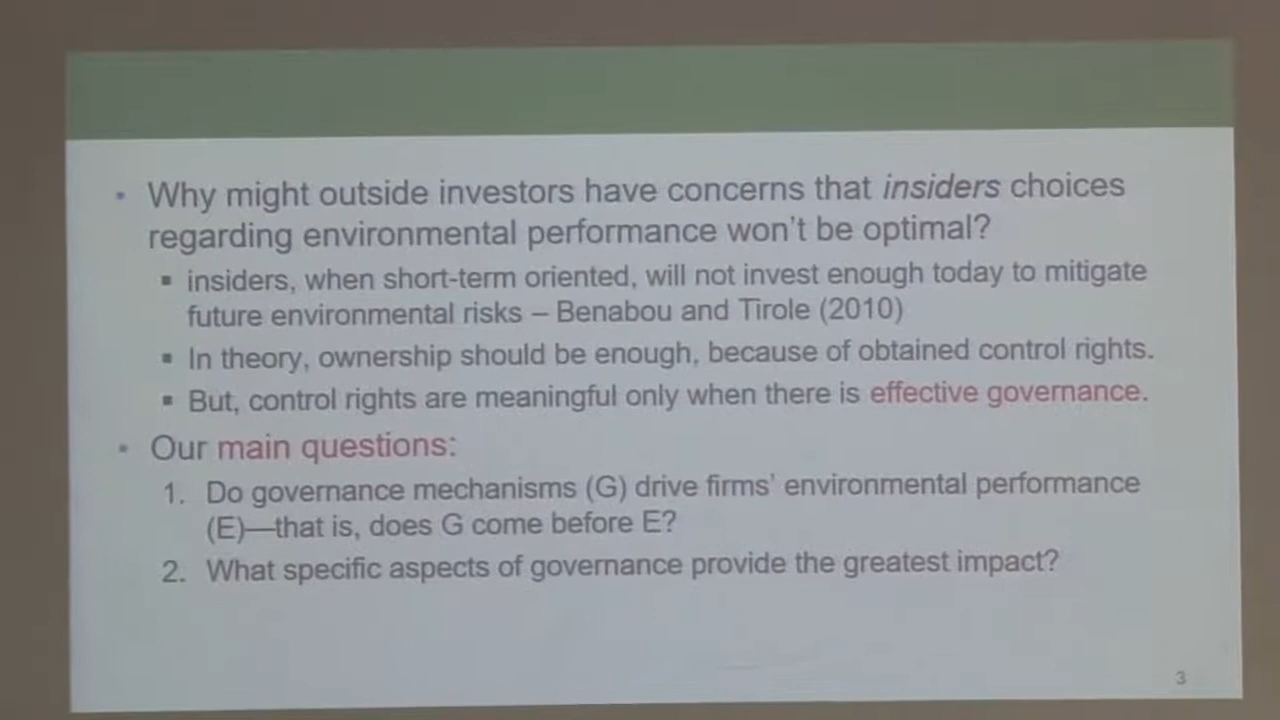 • Why might outside investors have concerns that insiders choices
regarding environmental performance won't be optimal?
▪ insiders, when short-term oriented, will not invest enough today to mitigate
future environmental risks – Benabou and Tirole (2010)
▪ In theory, ownership should be enough, because of obtained control rights.
▪ But, control rights are meaningful only when there is effective governance.
• Our main questions:
1. Do governance mechanisms (G) drive firms' environmental performance
(E)—that is, does G come before E?
2. What specific aspects of governance provide the greatest impact?
3